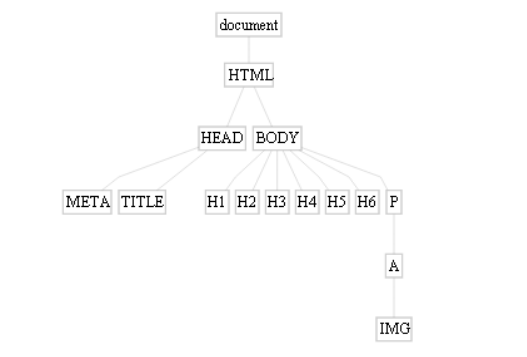 document
HTML
HEAD BODY
META TITLE H1 H2 H3 H4 H5 H6 P
A
IMG